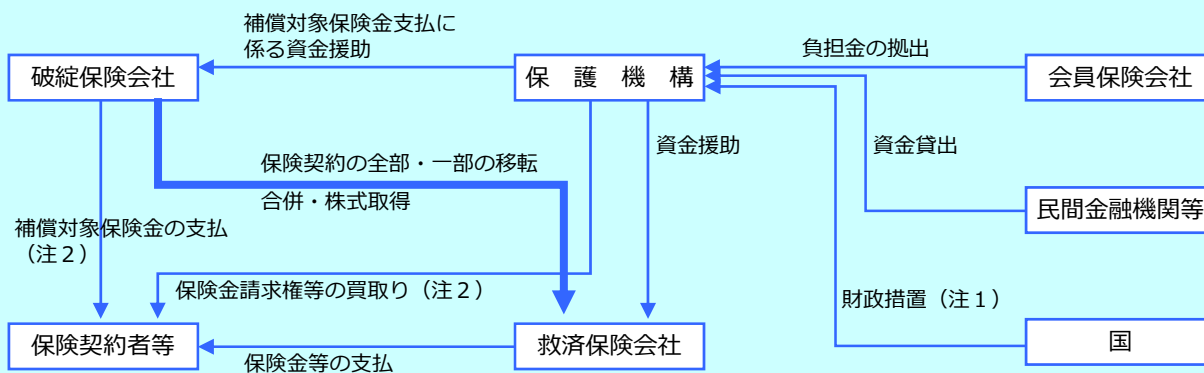 補償対象保険金支払に
係る資金援助
負担金の拠出
破綻保険会社
保 護 機 構
会員保険会社
資金援助
資金貸出
保険契約の全部・一部の移転
合併・株式取得
民間金融機関等
補償対象保険金の支払
（注２）
保険金請求権等の買取り（注２）
財政措置（注１）
保険契約者等
救済保険会社
国
保険金等の支払